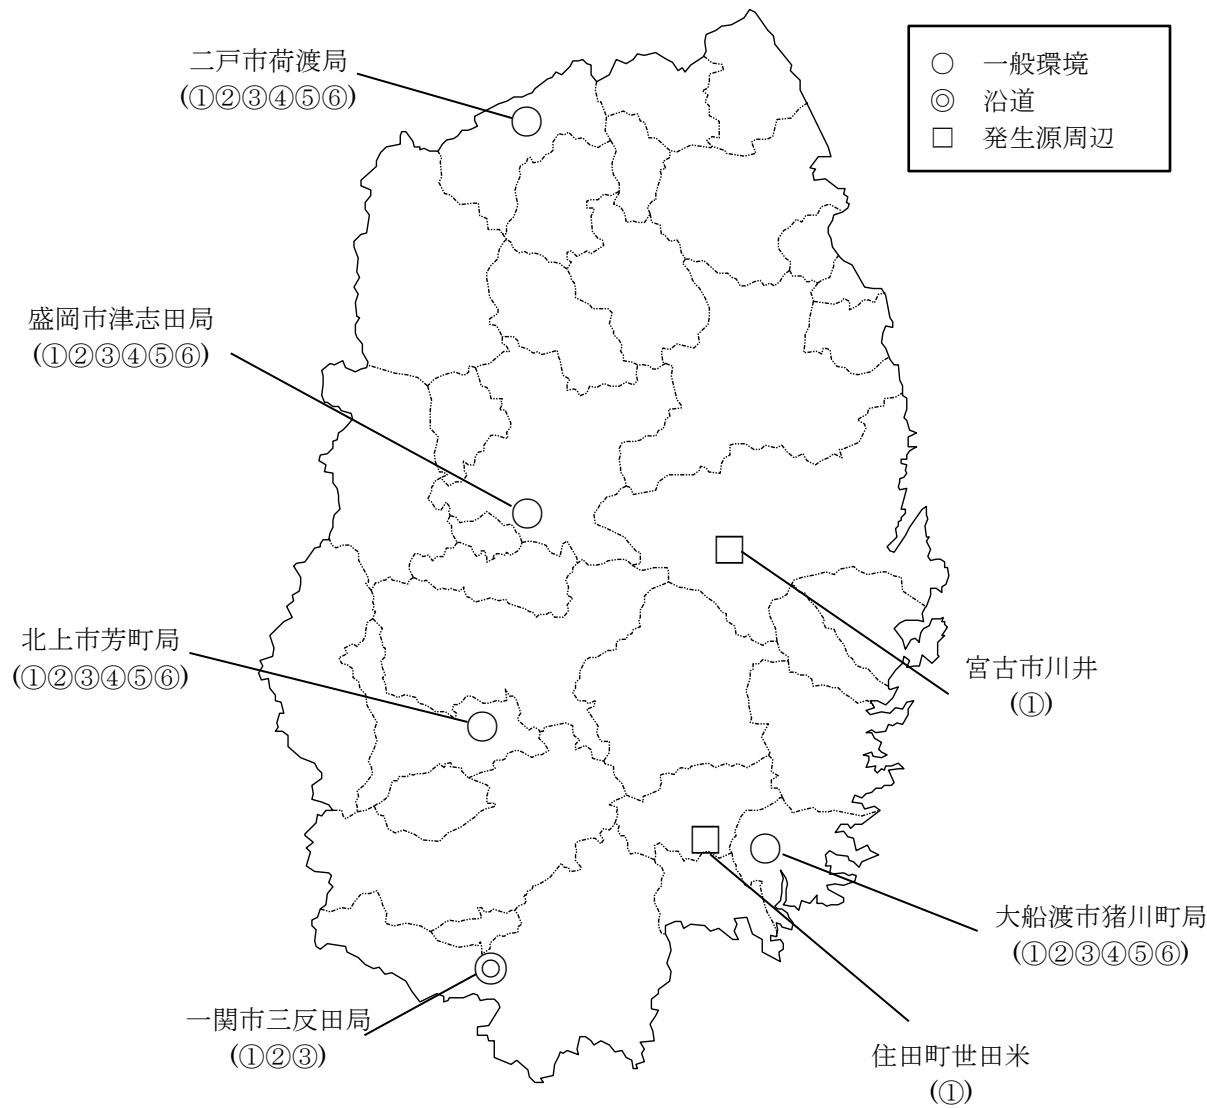 二戸市荷渡局
(①②③④⑤⑥)
○ 一般環境
◎ 沿道
□ 発生源周辺
盛岡市津志田局
(①②③④⑤⑥)
北上市芳町局
(①②③④⑤⑥)
宮古市川井
(①)
大船渡市猪川町局
(①②③④⑤⑥)
一関市三反田局
(①②③)
住田町世田米
(①)